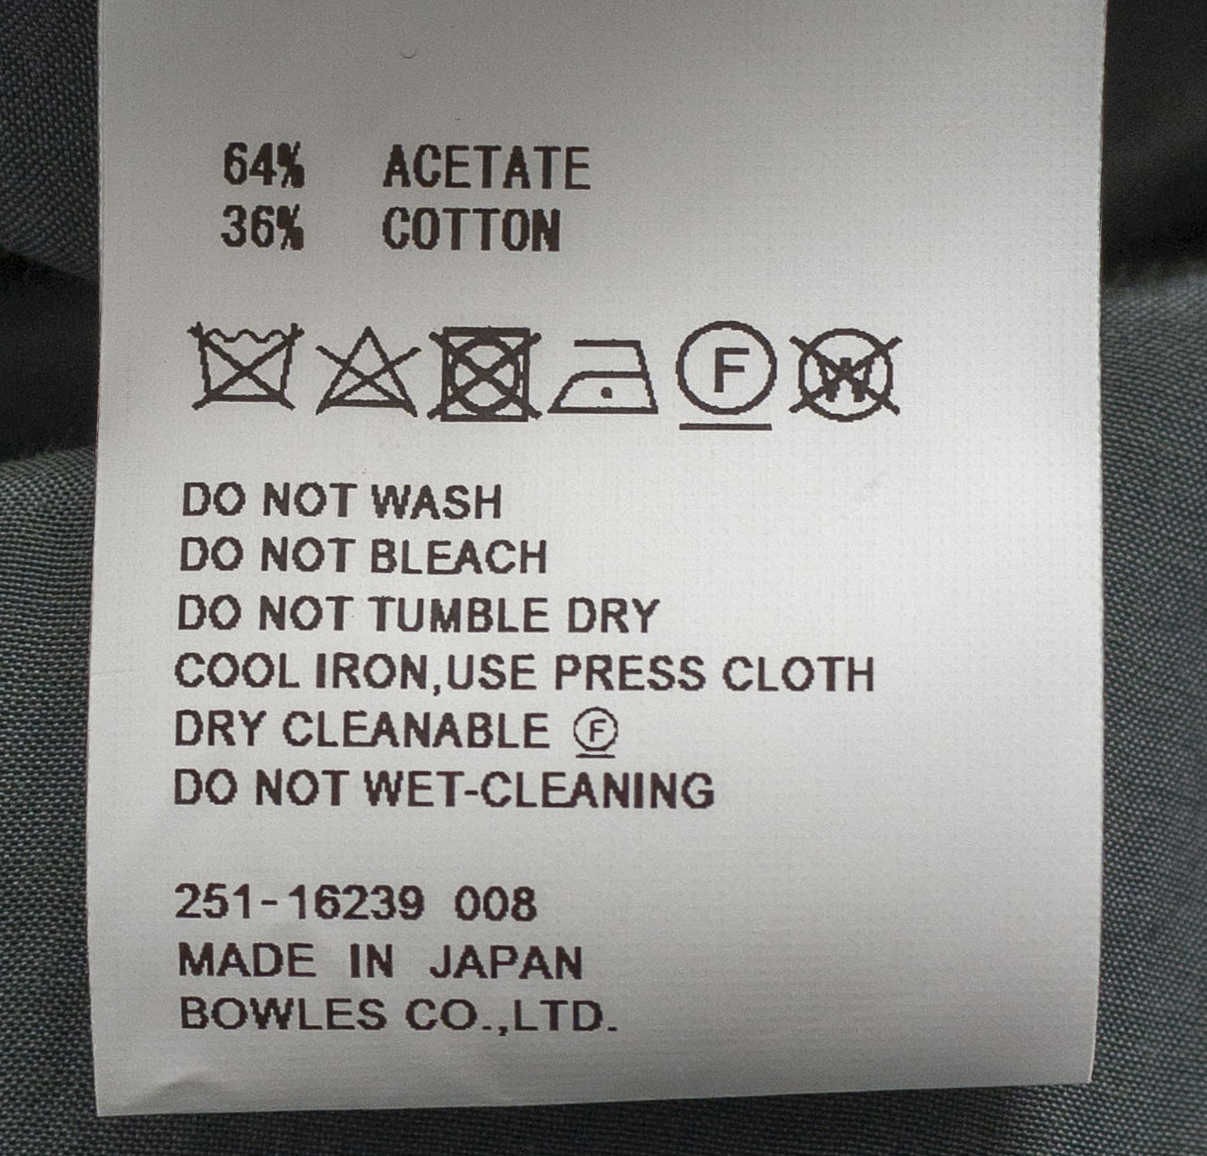 64% ACETATE
36% COTTON
F W
DO NOT WASH
DO NOT BLEACH
DO NOT TUMBLE DRY
COOL IRON,USE PRESS CLOTH
DRY CLEANABLE F
DO NOT WET-CLEANING
251-16239 008
MADE IN JAPAN
BOWLES CO.,LTD.